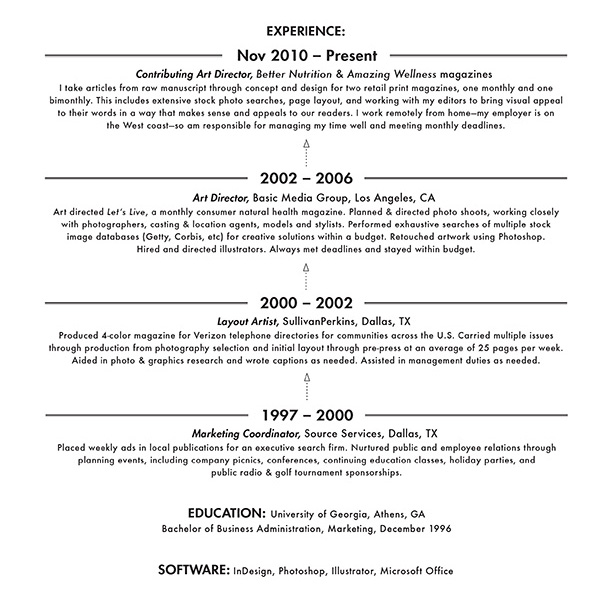 EXPERIENCE:
Nov 2010 – Present
Contributing Art Director, Better Nutrition & Amazing Wellness magazines
I take articles from raw manuscript through concept and design for two retail print magazines, one monthly and one
bimonthly. This includes extensive stock photo searches, page layout, and working with my editors to bring visual appeal
to their words in a way that makes sense and appeals to our readers. I work remotely from home—my employer is on
the West coast—so am responsible for managing my time well and meeting monthly deadlines.
2002 – 2006
Art Director, Basic Media Group, Los Angeles, CA
Art directed Let's Live, a monthly consumer natural health magazine. Planned & directed photo shoots, working closely
with photographers, casting & location agents, models and stylists. Performed exhaustive searches of multiple stock
image databases (Getty, Corbis, etc) for creative solutions within a budget. Retouched artwork using Photoshop.
Hired and directed illustrators. Always met deadlines and stayed within budget.
2000 – 2002
Layout Artist, SullivanPerkins, Dallas, TX
Produced 4-color magazine for Verizon telephone directories for communities across the U.S. Carried multiple issues
through production from photography selection and initial layout through pre-press at an average of 25 pages per week.
Aided in photo & graphics research and wrote captions as needed. Assisted in management duties as needed.
1997 – 2000
Marketing Coordinator, Source Services, Dallas, TX
Placed weekly ads in local publications for an executive search firm. Nurtured public and employee relations through
planning events, including company picnics, conferences, continuing education classes, holiday parties, and
public radio & golf tournament sponsorships.
EDUCATION: University of Georgia, Athens, GA
Bachelor of Business Administration, Marketing, December 1996
SOFTWARE: InDesign, Photoshop, Illustrator, Microsoft Office